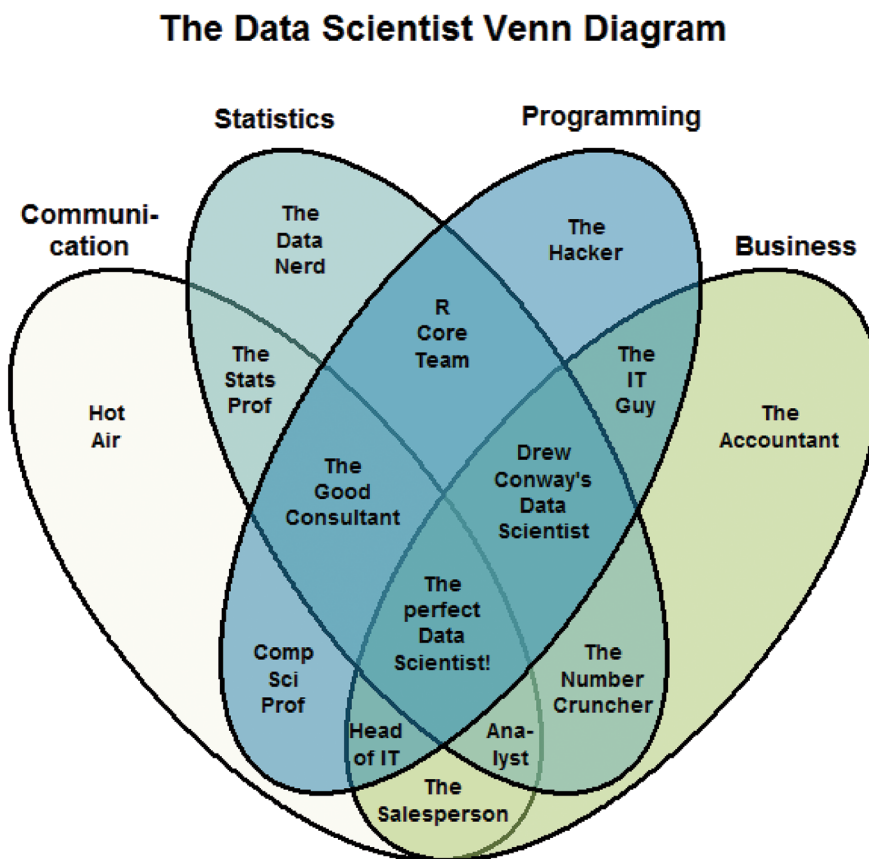 The Data Scientist Venn Diagram
Statistics
Programming
Communi-
cation
Business
The
Data
Nerd
The
Hacker
R
Core
Team
The
Stats
Prof
The
IT
Guy
Hot
Air
The
Accountant
The
Good
Consultant
Drew
Conway's
Data
Scientist
The
perfect
Data
Scientist!
Comp
Sci
Prof
The
Number
Cruncher
Head
of IT
Ana-
lyst
The
Salesperson